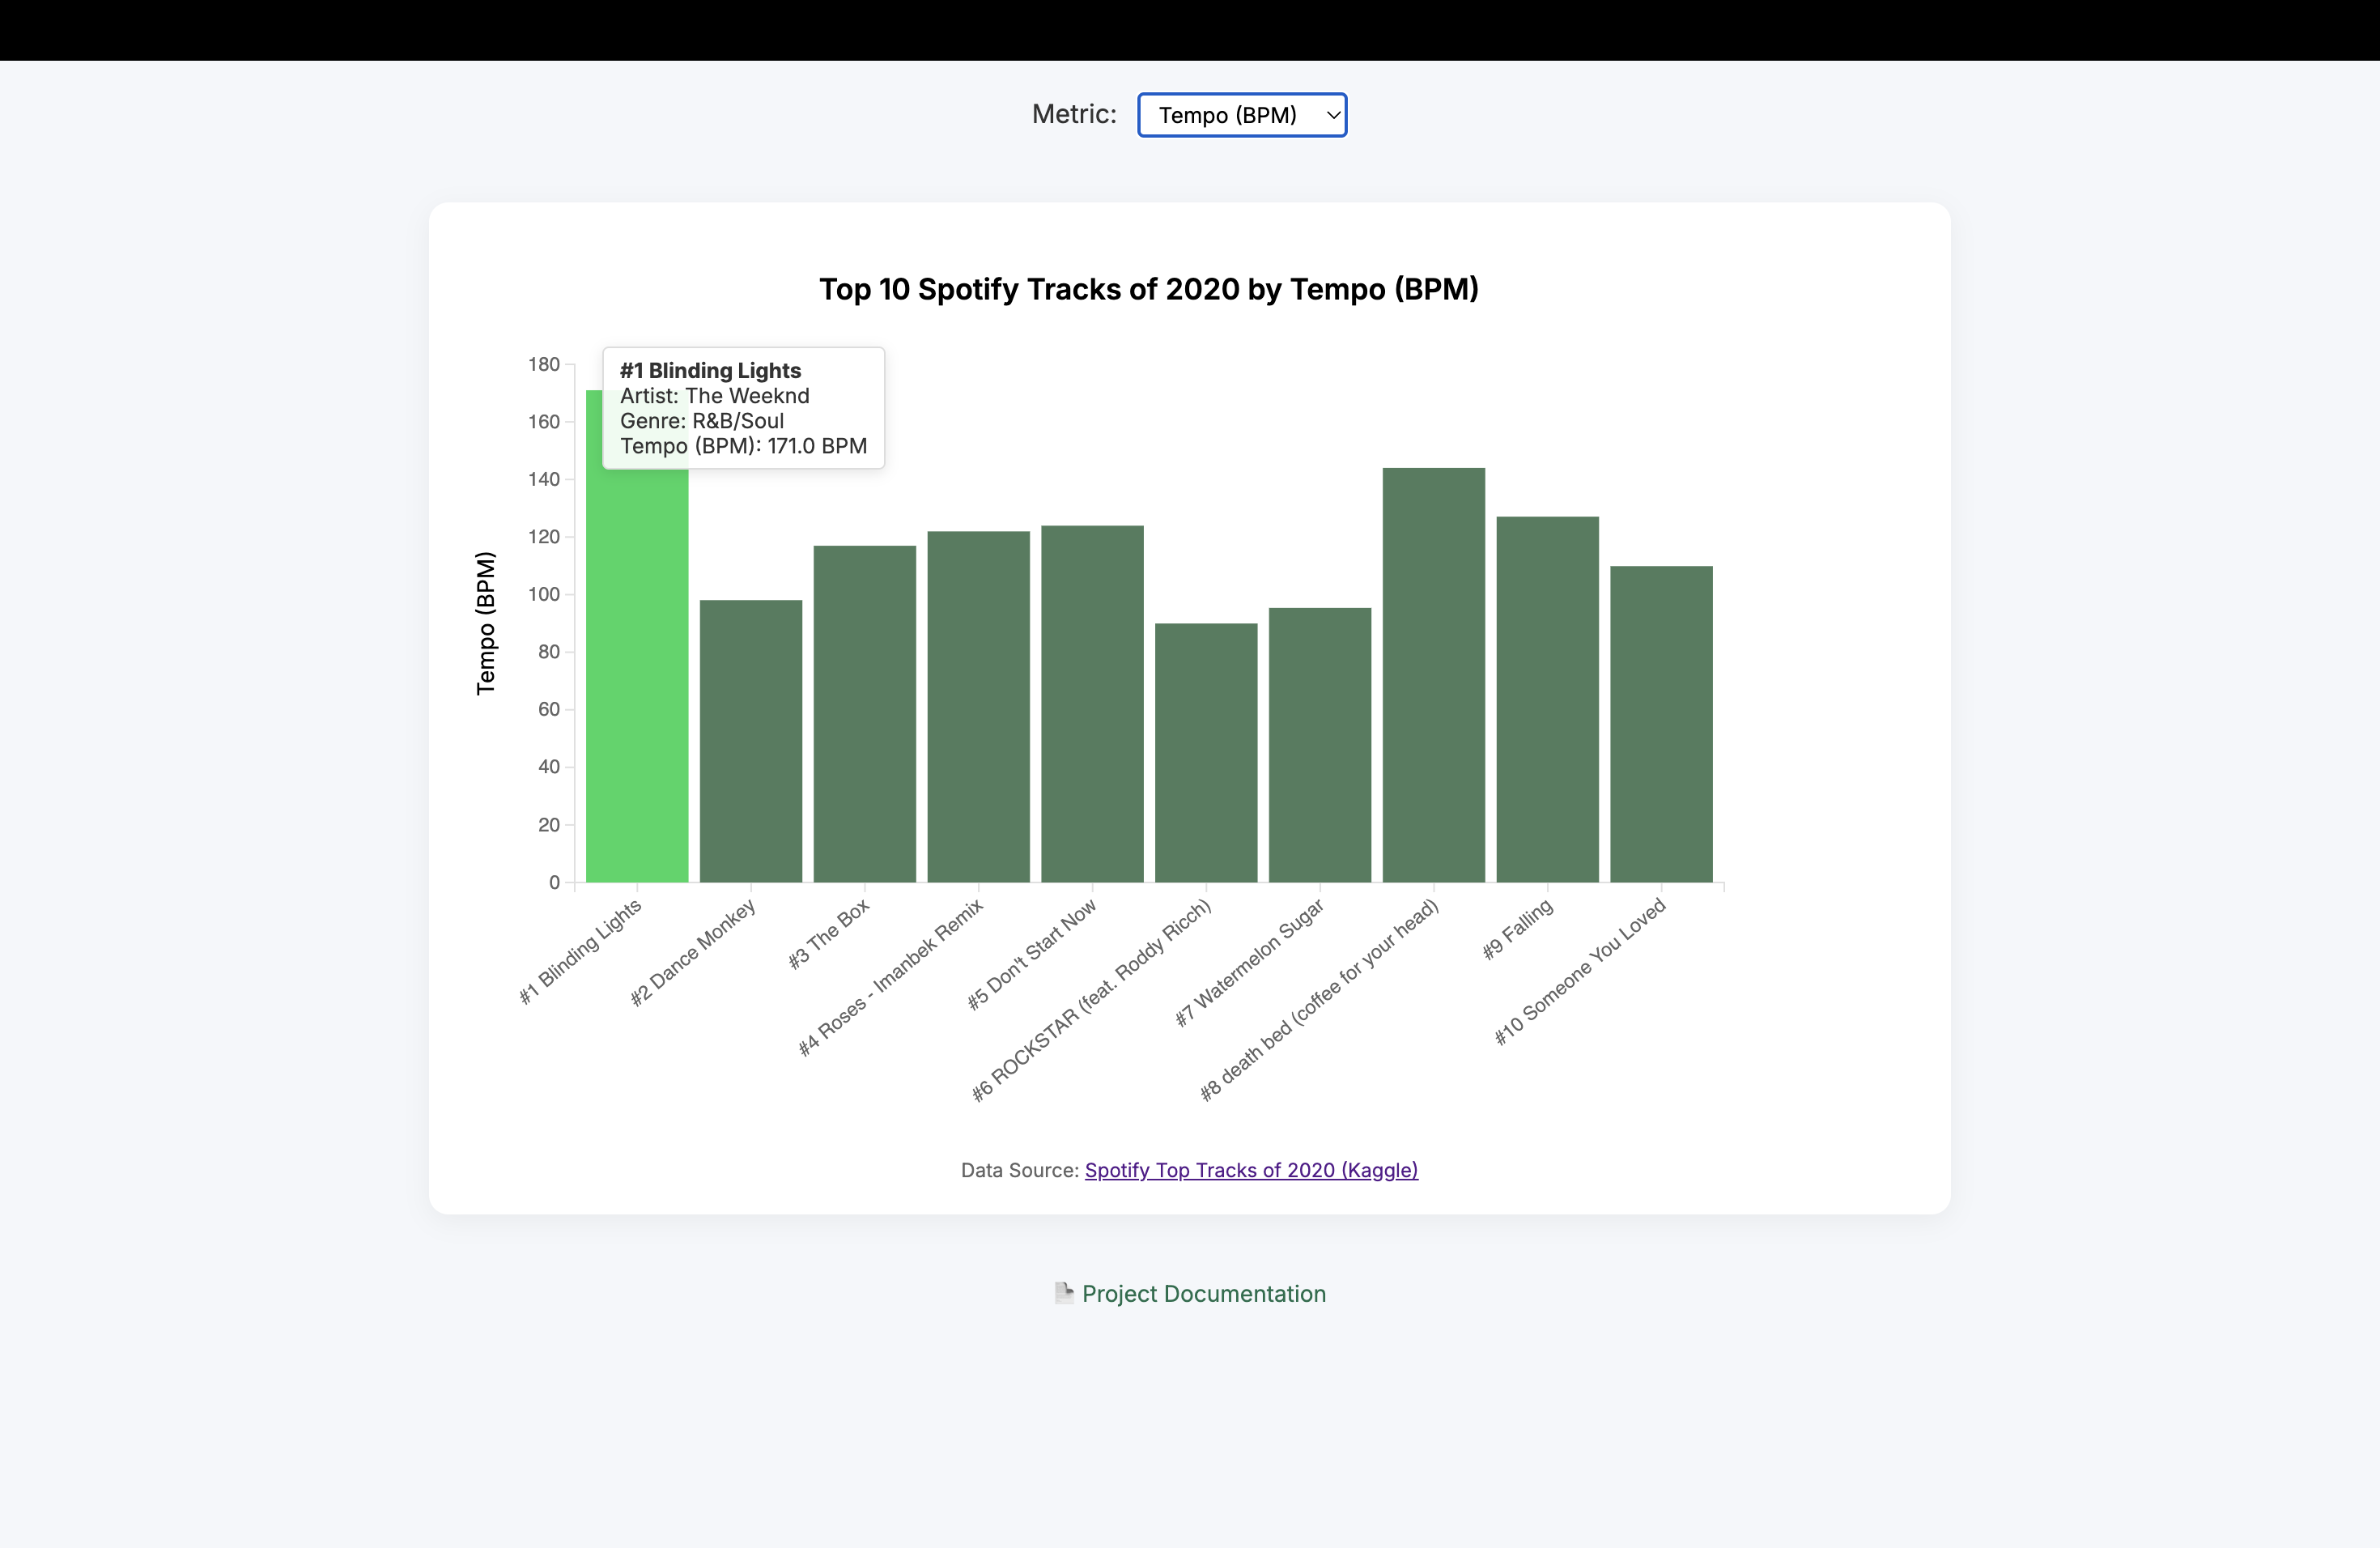 Metric:
Tempo (BPM)
Top 10 Spotify Tracks of 2020 by Tempo (BPM)
#1 Blinding Lights
Artist: The Weeknd
Genre: R&B/Soul
Tempo (BPM): 171.0 BPM
Tempo (BPM)
180
160
140
120
100
80
60
40
20
0
#1 Blinding Lights
#2 Dance Monkey
#3 The Box
#4 Roses - Imanbek Remix
#5 Don't Start Now
#6 ROCKSTAR (feat. Roddy Ricch)
#7 Watermelon Sugar
#8 death bed (coffee for your head)
#9 Falling
#10 Someone You Loved
Data Source: Spotify Top Tracks of 2020 (Kaggle)
Project Documentation